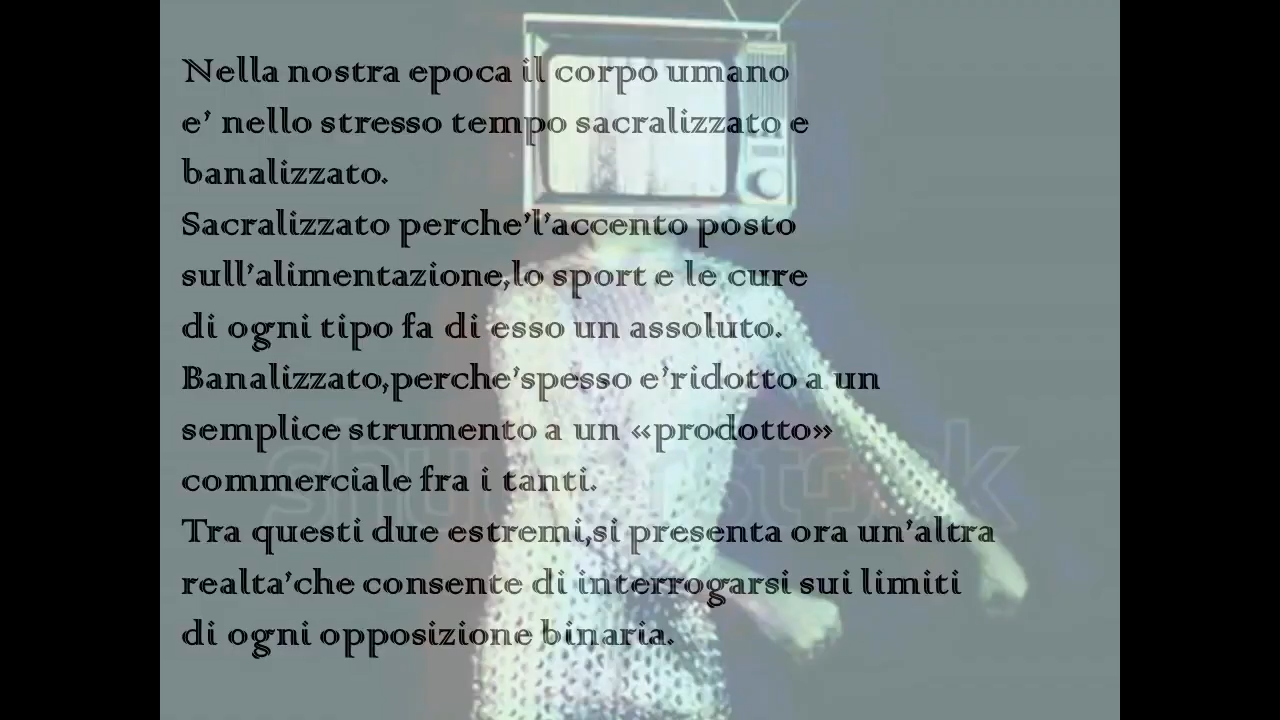 Nella nostra epoca il corpo umano
e' nello stresso tempo sacralizzato e
banalizzato.
Sacralizzato perche'l'accento posto
sull'alimentazione,lo sport e le cure
di ogni tipo fa di esso un assoluto.
Banalizzato,perche'spesso e'ridotto a un
semplice strumento a un «prodotto»
commerciale fra i tanti.
Tra questi due estremi,si presenta ora un'altra
realta'che consente di interrogarsi sui limiti
di ogni opposizione binaria.
shutterstock